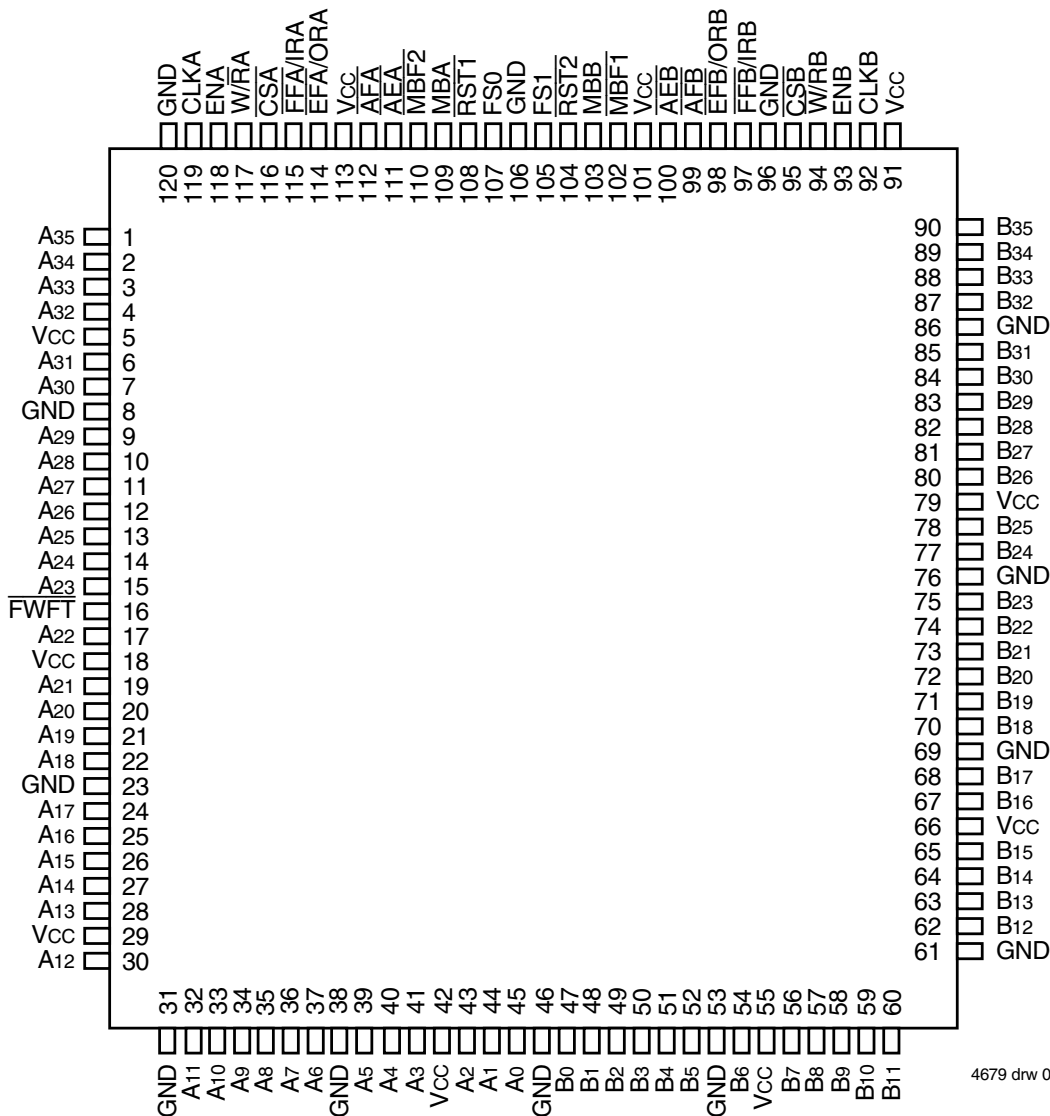 GND
CLKA
ENA
W/RA
CSA
FFA/IRA
EFA/ORA
VCC
AFA
AEA
MBF2
MBA
RST1
FS0
GND
FS1
RST2
MBB
MBF1
VCC
AEB
AFB
EFB/ORB
FFB/IRB
GND
CSB
W/RB
ENB
CLKB
VCC
120
119
118
117
116
115
114
113
112
111
110
109
108
107
106
105
104
103
102
101
100
99
98
97
96
95
94
93
92
91
A35 1
A34 2
A33 3
A32 4
VCC 5
A31 6
A30 7
GND 8
A29 9
A28 10
A27 11
A26 12
A25 13
A24 14
A23 15
FWFT 16
A22 17
VCC 18
A21 19
A20 20
A19 21
A18 22
GND 23
A17 24
A16 25
A15 26
A14 27
A13 28
VCC 29
A12 30
90 B35
89 B34
88 B33
87 B32
86 GND
85 B31
84 B30
83 B29
82 B28
81 B27
80 B26
79 VCC
78 B25
77 B24
76 GND
75 B23
74 B22
73 B21
72 B20
71 B19
70 B18
69 GND
68 B17
67 B16
66 VCC
65 B15
64 B14
63 B13
62 B12
61 GND
31
32
33
34
35
36
37
38
39
40
41
42
43
44
45
46
47
48
49
50
51
52
53
54
55
56
57
58
59
60
GND
A11
A10
A9
A8
A7
A6
GND
A5
A4
A3
VCC
A2
A1
A0
GND
B0
B1
B2
B3
B4
B5
GND
B6
VCC
B7
B8
B9
B10
B11
4679 drw 0